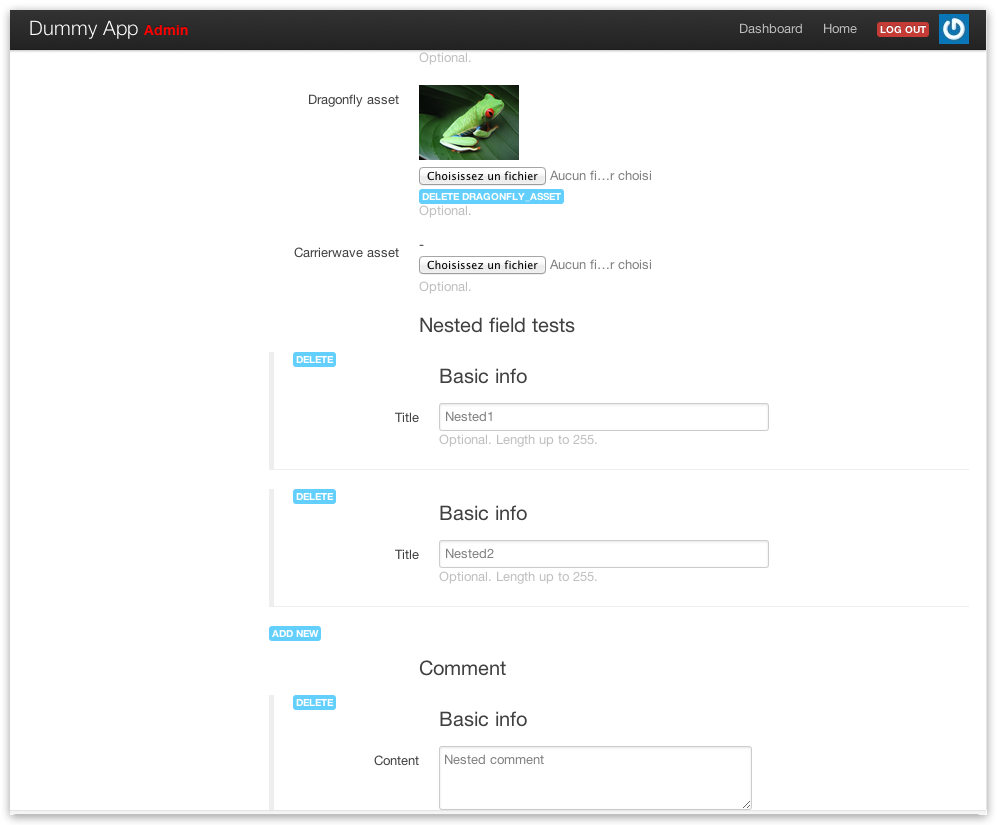 Dummy App Admin Dashboard Home LOG OUT
Optional.
Dragonfly asset
Choisissez un fichier Aucun fi...r choisi
DELETE DRAGONFLY_ASSET
Optional.
-
Carrierwave asset
Choisissez un fichier Aucun fi...r choisi
Optional.
Nested field tests
DELETE
Basic info
Title Nested1
Optional. Length up to 255.
DELETE
Basic info
Title Nested2
Optional. Length up to 255.
ADD NEW
Comment
DELETE
Basic info
Content Nested comment